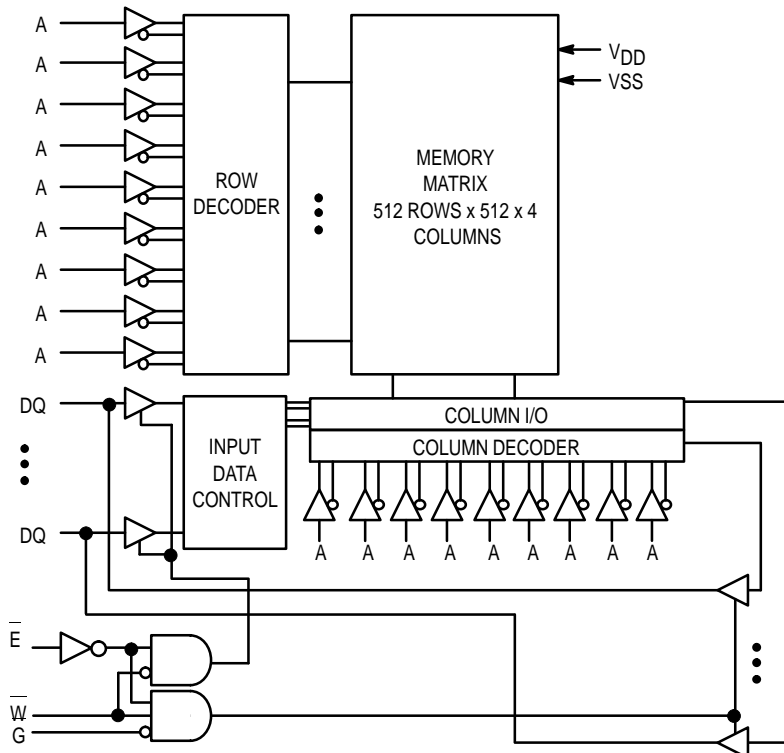 A
A
A
A
A
A
A
A
A
ROW
DECODER
MEMORY
MATRIX
512 ROWS x 512 x 4
COLUMNS
VDD
VSS
DQ
DQ
INPUT
DATA
CONTROL
COLUMN I/O
COLUMN DECODER
A A A A A A A A A
E
W
G